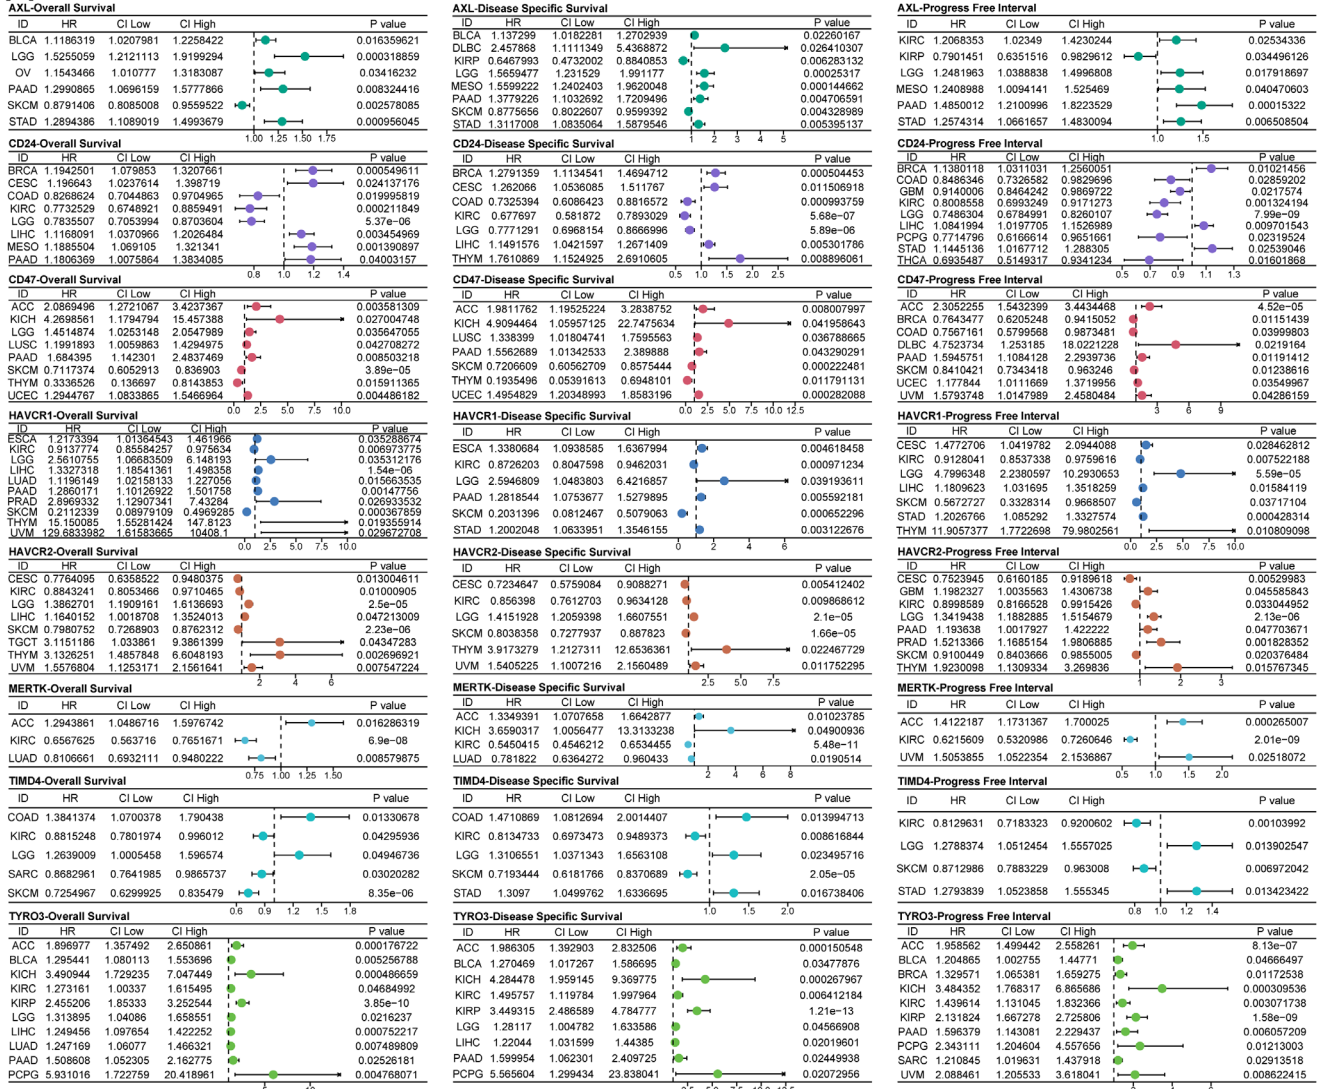 AXL-Overall Survival
ID HR CI Low CI High P value
BLCA 1.1186319 1.0207981 1.2258422 0.016359621
LGG 1.5255059 1.2121113 1.9199294 0.000318859
OV 1.1543466 1.010777 1.3183087 0.03416232
PAAD 1.2990865 1.0696159 1.5777866 0.008324416
SKCM 0.8791406 0.8085008 0.9559522 0.002578085
STAD 1.2894386 1.1089019 1.4993679 0.000956045
1.00 1.25 1.50 1.75
CD24-Overall Survival
ID HR CI Low CI High P value
BRCA 1.1942501 1.079853 1.3207661 0.000549611
CESC 1.196643 1.0237614 1.398719 0.024137176
COAD 0.8268624 0.7044863 0.9704965 0.019995819
KIRC 0.7732529 0.6748921 0.8859491 0.000211849
LGG 0.7835507 0.7053994 0.8703604 5.37e-06
LIHC 1.1168091 1.0370966 1.2026484 0.003454969
MESO 1.1885504 1.069105 1.321341 0.001390897
PAAD 1.1806369 1.0075864 1.3834085 0.04003157
0.8 1.0 1.2 1.4
CD47-Overall Survival
ID HR CI Low CI High P value
ACC 2.0869496 1.2721067 3.4237367 0.003581309
KICH 4.2698561 1.1794794 15.457388 0.027004748
LGG 1.4514874 1.0253148 2.0547989 0.035647055
LUSC 1.1991893 1.0059863 1.4294975 0.042708272
PAAD 1.684395 1.142301 2.4837469 0.008503218
SKCM 0.7117374 0.6052913 0.836903 3.89e-05
THYM 0.3336526 0.136697 0.8143853 0.015911365
UCEC 1.2944767 1.0833865 1.5466964 0.004486182
0.0 2.5 5.0 7.5 10.0
HAVCR1-Overall Survival
ID HR CI Low CI High P value
ESCA 1.2173394 1.01364543 1.461966 0.035288674
KIRC 0.9137774 0.85584257 0.975634 0.006973775
LGG 2.5610755 1.06683509 6.148193 0.035312176
LIHC 1.3327318 1.18541361 1.498358 1.54e-06
LUAD 1.1196149 1.02158133 1.227056 0.015663535
PAAD 1.2860171 1.10126922 1.501758 0.00147756
PRAD 2.8969332 1.12907341 7.43284 0.026933532
SKCM 0.2112339 0.08979109 0.4969285 0.000367859
THYM 15.150085 1.55281424 147.8123 0.019355914
UVM 129.6833982 1.61583665 10408.1 0.029672708
0.0 2.5 5.0 7.5 10.0
HAVCR2-Overall Survival
ID HR CI Low CI High P value
CESC 0.7764095 0.6358522 0.9480375 0.013004611
KIRC 0.8843241 0.8053466 0.9710465 0.01000905
LGG 1.3862701 1.1909161 1.6136693 2.5e-05
LIHC 1.1640152 1.0018708 1.3524013 0.047213009
SKCM 0.7980752 0.7268903 0.8762312 2.23e-06
TGCT 3.1151186 1.033861 9.3861399 0.04347283
THYM 3.1326251 1.4857848 6.6048193 0.002696921
UVM 1.5576804 1.1253171 2.1561641 0.007547224
2 4 6
MERTK-Overall Survival
ID HR CI Low CI High P value
ACC 1.2943861 1.0486716 1.5976742 0.016286319
KIRC 0.6567625 0.563716 0.7651671 6.9e-08
LUAD 0.8106661 0.6932111 0.9480222 0.008579875
0.75 1.00 1.25 1.50
TIMD4-Overall Survival
ID HR CI Low CI High P value
COAD 1.3841374 1.0700378 1.790438 0.01330678
KIRC 0.8815248 0.7801974 0.996012 0.04295936
LGG 1.2639009 1.0005458 1.596574 0.04946736
SARC 0.8682961 0.7641985 0.9865737 0.03020282
SKCM 0.7254967 0.6299925 0.835479 8.35e-06
0.6 0.9 1.2 1.5 1.8
TYRO3-Overall Survival
ID HR CI Low CI High P value
ACC 1.896977 1.357492 2.650861 0.000176722
BLCA 1.295441 1.080113 1.553696 0.005256788
KICH 3.490944 1.729235 7.047449 0.000486659
KIRC 1.273161 1.00337 1.615495 0.04684992
KIRP 2.455206 1.85333 3.252544 3.85e-10
LGG 1.313895 1.04086 1.658551 0.0216237
LIHC 1.249456 1.097654 1.422252 0.000752217
LUAD 1.247169 1.06077 1.466321 0.007489809
PAAD 1.508608 1.052305 2.162775 0.02526181
PCPG 5.931016 1.722759 20.418961 0.004768071
AXL-Disease Specific Survival
ID HR CI Low CI High P value
BLCA 1.137299 1.0182281 1.2702939 0.02260167
DLBC 2.457868 1.1111349 5.4368872 0.026410307
KIRP 0.6467993 0.4732002 0.8840853 0.006283132
LGG 1.5659477 1.231529 1.991177 0.00025317
MESO 1.5599222 1.2402403 1.9620048 0.000144662
PAAD 1.3779226 1.1032692 1.7209496 0.004706591
SKCM 0.8775656 0.8022607 0.9599392 0.004328989
STAD 1.3117008 1.0835064 1.5879546 0.005395137
1 2 3 4 5
CD24-Disease Specific Survival
ID HR CI Low CI High P value
BRCA 1.2791359 1.1134541 1.4694712 0.000504453
CESC 1.262066 1.0536085 1.511767 0.011506918
COAD 0.7325394 0.6086423 0.8816572 0.000993759
KIRC 0.677697 0.581872 0.7893029 5.68e-07
LGG 0.7771291 0.6968154 0.8666996 5.89e-06
LIHC 1.1491576 1.0421597 1.2671409 0.005301786
THYM 1.7610869 1.1524925 2.6910605 0.008896061
0.5 1.0 1.5 2.0 2.5
CD47-Disease Specific Survival
ID HR CI Low CI High P value
ACC 1.9811762 1.19525224 3.2838752 0.008007997
KICH 4.9094464 1.05957125 22.7475634 0.041958643
LUSC 1.338399 1.01804741 1.7595563 0.036788665
PAAD 1.5562689 1.01342533 2.389888 0.043290291
SKCM 0.7206609 0.60562709 0.8575444 0.000222481
THYM 0.1935496 0.05391613 0.6948101 0.011791131
UCEC 1.4954829 1.20348993 1.8583196 0.000282088
0.0 2.5 5.0 7.5 10.0 12.5
HAVCR1-Disease Specific Survival
ID HR CI Low CI High P value
ESCA 1.3380684 1.0938585 1.6367994 0.004618458
KIRC 0.8726203 0.8047598 0.9462031 0.000971234
LGG 2.5946809 1.0483803 6.4216857 0.039193611
PAAD 1.2818544 1.0753677 1.5279895 0.005592181
SKCM 0.2031396 0.0812467 0.5079063 0.000652296
STAD 1.2002048 1.0633951 1.3546155 0.003122676
0 2 4 6
HAVCR2-Disease Specific Survival
ID HR CI Low CI High P value
CESC 0.7234647 0.5759084 0.9088271 0.005412402
KIRC 0.856398 0.7612703 0.9634128 0.009868612
LGG 1.4151928 1.2059398 1.6607551 2.1e-05
SKCM 0.8038358 0.7277937 0.887823 1.66e-05
THYM 3.9173279 1.2127311 12.6536361 0.022467729
UVM 1.5405225 1.1007216 2.1560489 0.011752295
2.5 5.0 7.5
MERTK-Disease Specific Survival
ID HR CI Low CI High P value
ACC 1.3349391 1.0707658 1.6642877 0.01023785
KICH 3.6590317 1.0056477 13.3133238 0.04900936
KIRC 0.5450415 0.4546212 0.6534455 5.48e-11
LUAD 0.781822 0.6364272 0.960433 0.0190514
2 4 6 8
TIMD4-Disease Specific Survival
ID HR CI Low CI High P value
COAD 1.4710869 1.0812694 2.0014407 0.013994713
KIRC 0.8134733 0.6973473 0.9489373 0.008616844
LGG 1.3106551 1.0371343 1.6563108 0.023495716
SKCM 0.7193444 0.6181766 0.8370689 2.05e-05
STAD 1.3097 1.0499762 1.6336695 0.016738406
1.0 1.5 2.0
TYRO3-Disease Specific Survival
ID HR CI Low CI High P value
ACC 1.986305 1.392903 2.832506 0.000150548
BLCA 1.270469 1.017267 1.586695 0.03477876
KICH 4.284478 1.959145 9.369775 0.000267967
KIRC 1.495757 1.119784 1.997964 0.006412184
KIRP 3.449315 2.486589 4.784777 1.21e-13
LGG 1.28117 1.004782 1.633586 0.04566908
LIHC 1.22044 1.031599 1.44385 0.02019601
PAAD 1.599954 1.062301 2.409725 0.02449938
PCPG 5.565604 1.299434 23.838041 0.02072956
AXL-Progress Free Interval
ID HR CI Low CI High P value
KIRC 1.2068353 1.02349 1.4230244 0.02534336
KIRP 0.7901451 0.6351516 0.9829612 0.034496126
LGG 1.2481963 1.0388838 1.4996808 0.017918697
MESO 1.2408988 1.0094141 1.525469 0.040470603
PAAD 1.4850012 1.2100996 1.8223529 0.00015322
STAD 1.2574314 1.0661657 1.4830094 0.006508504
1.0 1.5
CD24-Progress Free Interval
ID HR CI Low CI High P value
BRCA 1.1380118 1.0311031 1.2560051 0.01021456
COAD 0.8486346 0.7326582 0.9829696 0.02859202
GBM 0.9140006 0.8464242 0.9869722 0.0217574
KIRC 0.8008558 0.6993249 0.9171273 0.001324194
LGG 0.7486304 0.6784991 0.8260107 7.99e-09
LIHC 1.0841994 1.0197705 1.1526989 0.009701543
PCPG 0.7714796 0.6166614 0.9651661 0.02319524
STAD 1.1445136 1.0167712 1.288305 0.02539046
THCA 0.6935487 0.5149317 0.9341234 0.01601868
0.5 0.7 0.9 1.1 1.3
CD47-Progress Free Interval
ID HR CI Low CI High P value
ACC 2.3052255 1.5432399 3.4434468 4.52e-05
BRCA 0.7643477 0.6205248 0.9415052 0.01151439
COAD 0.7567161 0.5799568 0.9873481 0.03999803
DLBC 4.7523734 1.253185 18.0221228 0.0219164
PAAD 1.5945751 1.1084128 2.2939736 0.01191412
SKCM 0.8410421 0.7343418 0.963246 0.01238616
UCEC 1.177844 1.0111669 1.3719956 0.03549967
UVM 1.5793748 1.0147989 2.4580484 0.04286159
3 6 9
HAVCR1-Progress Free Interval
ID HR CI Low CI High P value
CESC 1.4772706 1.0419782 2.0944088 0.028462812
KIRC 0.9128041 0.8537338 0.9759616 0.007522188
LGG 4.7996348 2.2380597 10.2930653 5.59e-05
LIHC 1.1809623 1.031695 1.3518259 0.01584119
SKCM 0.5672727 0.3328314 0.9668507 0.03717104
STAD 1.2026766 1.085292 1.3327574 0.000428314
THYM 11.9057377 1.7722698 79.9802561 0.010809098
0.0 2.5 5.0 7.5 10.0
HAVCR2-Progress Free Interval
ID HR CI Low CI High P value
CESC 0.7523945 0.6160185 0.9189618 0.00529983
GBM 1.1982327 1.0035563 1.4306738 0.045585843
KIRC 0.8998589 0.8166528 0.9915426 0.033044952
LGG 1.3419438 1.1882885 1.5154679 2.13e-06
PAAD 1.193638 1.0017927 1.422222 0.047703671
PRAD 1.5213366 1.1685154 1.9806885 0.001828352
SKCM 0.9100449 0.8403666 0.9855005 0.020376484
THYM 1.9230098 1.1309334 3.269836 0.015767345
1 2 3
MERTK-Progress Free Interval
ID HR CI Low CI High P value
ACC 1.4122187 1.1731367 1.700025 0.000265007
KIRC 0.6215609 0.5320986 0.7260646 2.01e-09
UVM 1.5053855 1.0522354 2.1536867 0.02518072
0.5 1.0 1.5 2.0
TIMD4-Progress Free Interval
ID HR CI Low CI High P value
KIRC 0.8129631 0.7183323 0.9200602 0.00103992
LGG 1.2788374 1.0512454 1.5557025 0.013902547
SKCM 0.8712986 0.7883229 0.963008 0.006972042
STAD 1.2793839 1.0523858 1.555345 0.013423422
0.8 1.0 1.2 1.4
TYRO3-Progress Free Interval
ID HR CI Low CI High P value
ACC 1.958562 1.499442 2.558261 8.13e-07
BLCA 1.204865 1.002755 1.44771 0.04666497
BRCA 1.329571 1.065381 1.659275 0.01172538
KICH 3.484352 1.768317 6.865686 0.000309536
KIRC 1.439614 1.131045 1.832366 0.003071738
KIRP 2.131824 1.667278 2.725806 1.58e-09
PAAD 1.596379 1.143081 2.229437 0.006057209
PCPG 2.343111 1.204604 4.557656 0.01213003
SARC 1.210845 1.019631 1.437918 0.02913518
UVM 2.088461 1.205533 3.618041 0.008622415